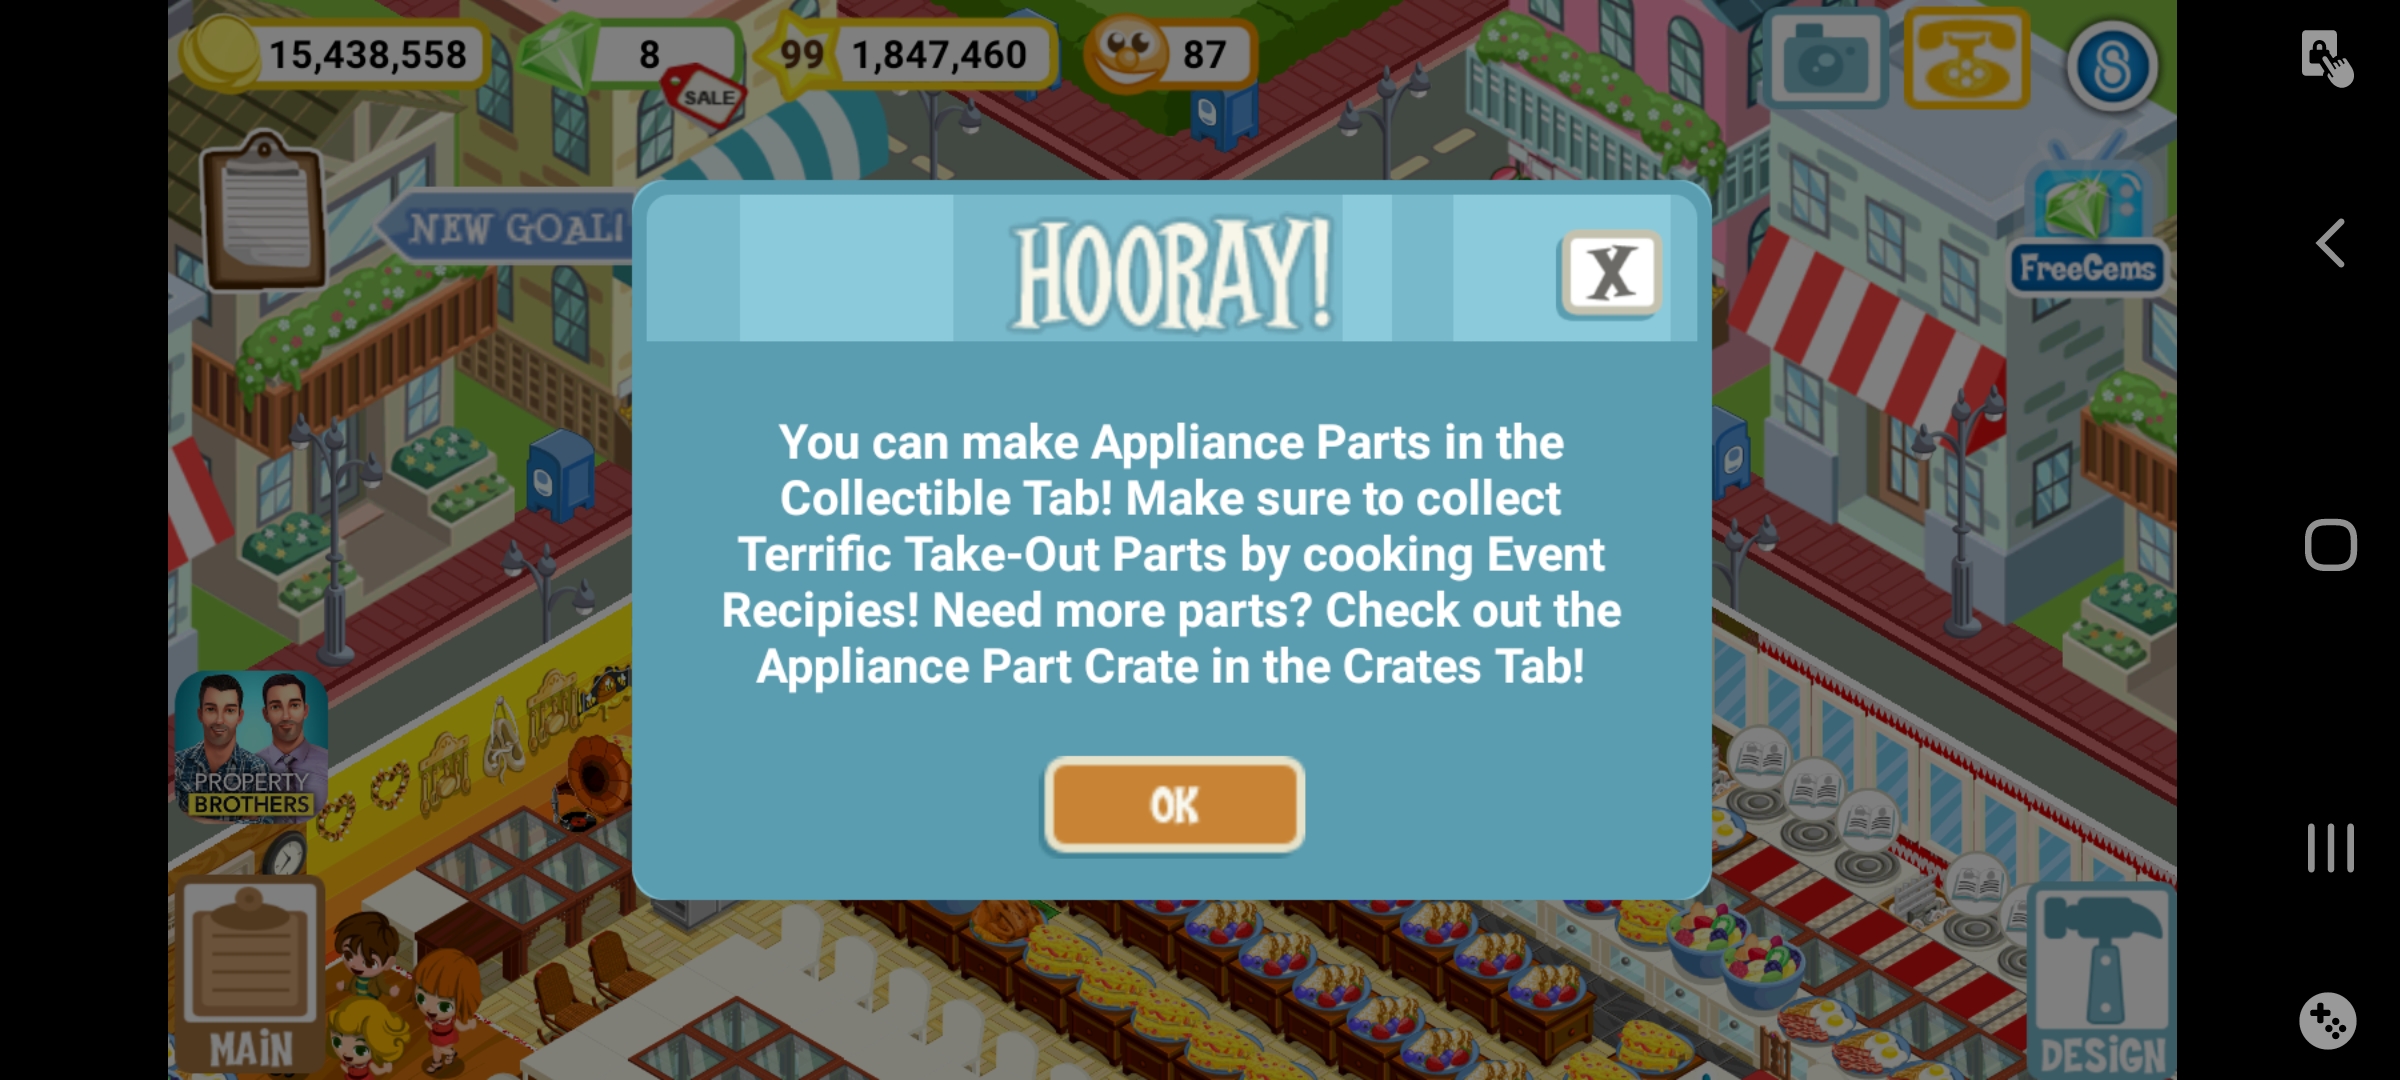 15,438,558
8
SALE
99
1,847,460
87
NEW GOAL!
HOORAY!
X
FreeGems
You can make Appliance Parts in the
Collectible Tab! Make sure to collect
Terrific Take-Out Parts by cooking Event
Recipies! Need more parts? Check out the
Appliance Part Crate in the Crates Tab!
PROPERTY
BROTHERS
OK
MAIN
DESIGN